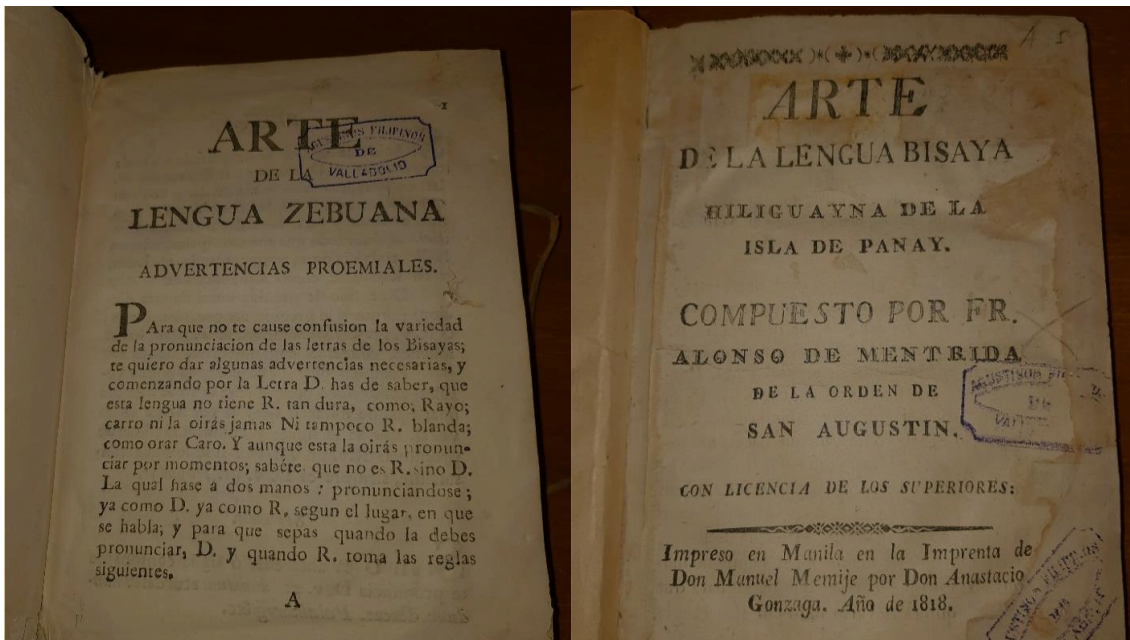 1
ARTE
DE LA
LENGUA ZEBUANA
ADVERTENCIAS PROEMIALES.
PAra que no te cause confusion la variedad
de la pronunciacion de las letras de los Bisayas;
te quiero dar algunas advertencias necesarias, y
comenzando por la Letra D. has de saber, que
esta lengua no tiene R. tan dura, como; Rayo;
carro ni la oirás jamas Ni tampoco R. blanda;
como orar Caro. Y aunque esta la oirás pronun-
ciar por momentos; sabéte, que no es R. sino D.
La qual hase a dos manos : pronunciandose ;
ya como D. ya como R, segun el lugar, en que
se habla; y para que sepas quando la debes
pronunciar, D. y quando R. toma las reglas
siguientes.
A
AGUSTINOS FILIPINOS
DE
VALLADOLID
A 5
ARTE
DE LA LENGUA BISAYA
HILIGUAYNA DE LA
ISLA DE PANAY.
COMPUESTO POR FR.
ALONSO DE MENTRIDA
DE LA ORDEN DE
SAN AUGUSTIN.
CON LICENCIA DE LOS SUPERIORES:
Impreso en Manila en la Imprenta de
Don Manuel Memije por Don Anastacio
Gonzaga. Año de 1818.
AGUSTINOS
DE